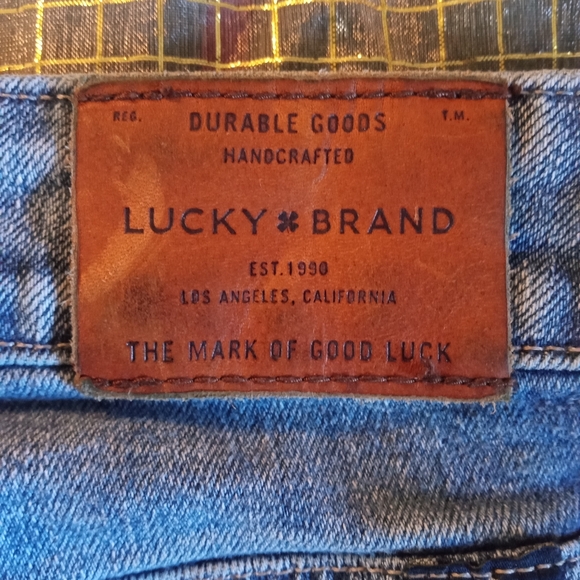 REG. DURABLE GOODS T.M.
HANDCRAFTED
LUCKY BRAND
EST. 1990
LOS ANGELES, CALIFORNIA
THE MARK OF GOOD LUCK